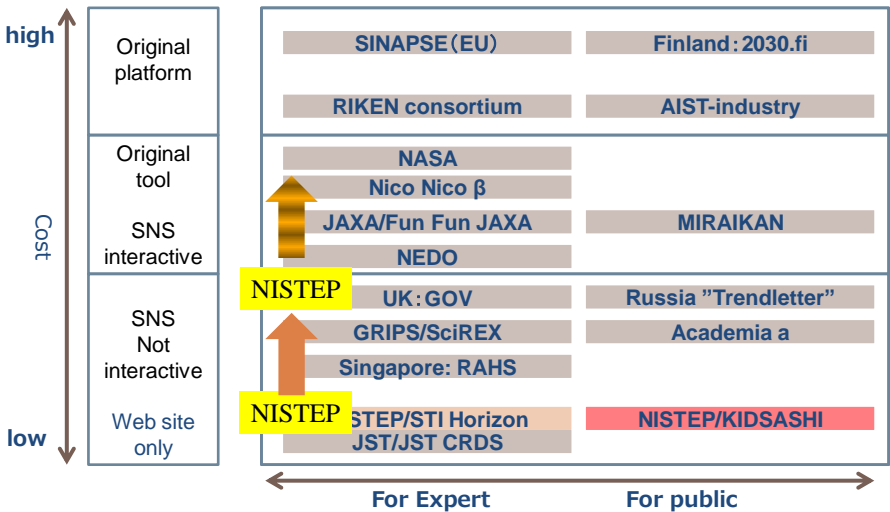 high
Original
platform
SINAPSE（EU）
Finland：2030.fi
RIKEN consortium
AIST-industry
Original
tool
NASA
Nico Nico β
SNS
interactive
JAXA/Fun Fun JAXA
MIRAIKAN
NEDO
Cost
NISTEP
UK：GOV
Russia ”Trendletter”
SNS
Not
interactive
GRIPS/SciREX
Academia a
Singapore: RAHS
NISTEP
STEP/STI Horizon
NISTEP/KIDSASHI
Web site
only
JST/JST CRDS
low
For Expert
For public